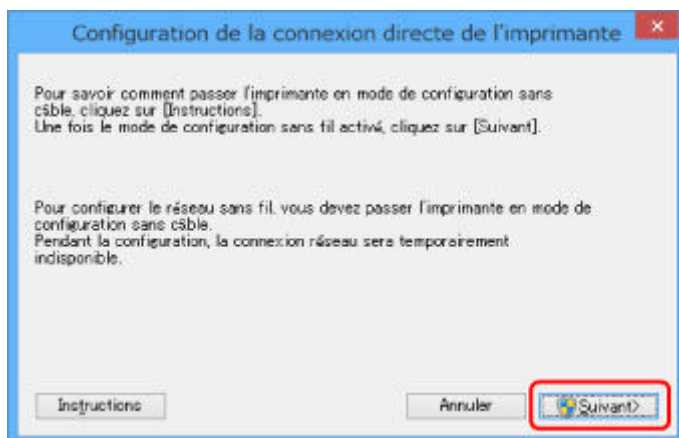 Configuration de la connexion directe de l'imprimante
Pour savoir comment passer l'imprimante en mode de configuration sans
câble, cliquez sur [Instructions].
Une fois le mode de configuration sans fil activé, cliquez sur [Suivant].
Pour configurer le réseau sans fil, vous devez passer l'imprimante en mode de
configuration sans câble.
Pendant la configuration, la connexion réseau sera temporairement
indisponible.
Instructions
Annuler
Suivant>